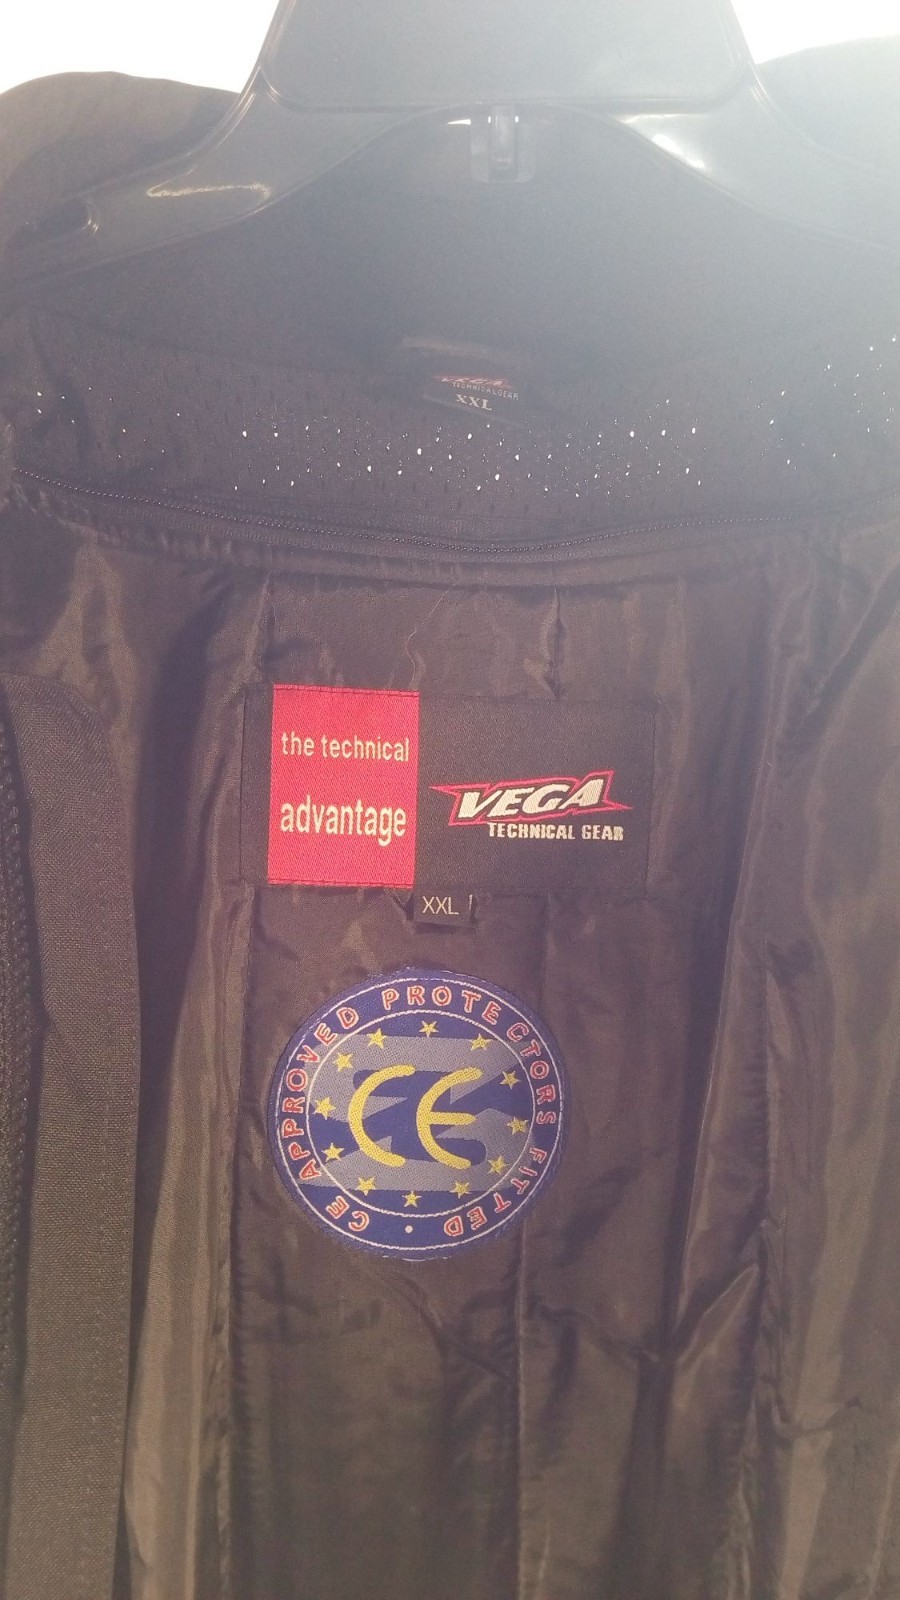 VEGA
TECHNICAL GEAR
XXL
the technical
advantage
VEGA
TECHNICAL GEAR
XXL
CE APPROVED PROTECTORS FITTED •
CE